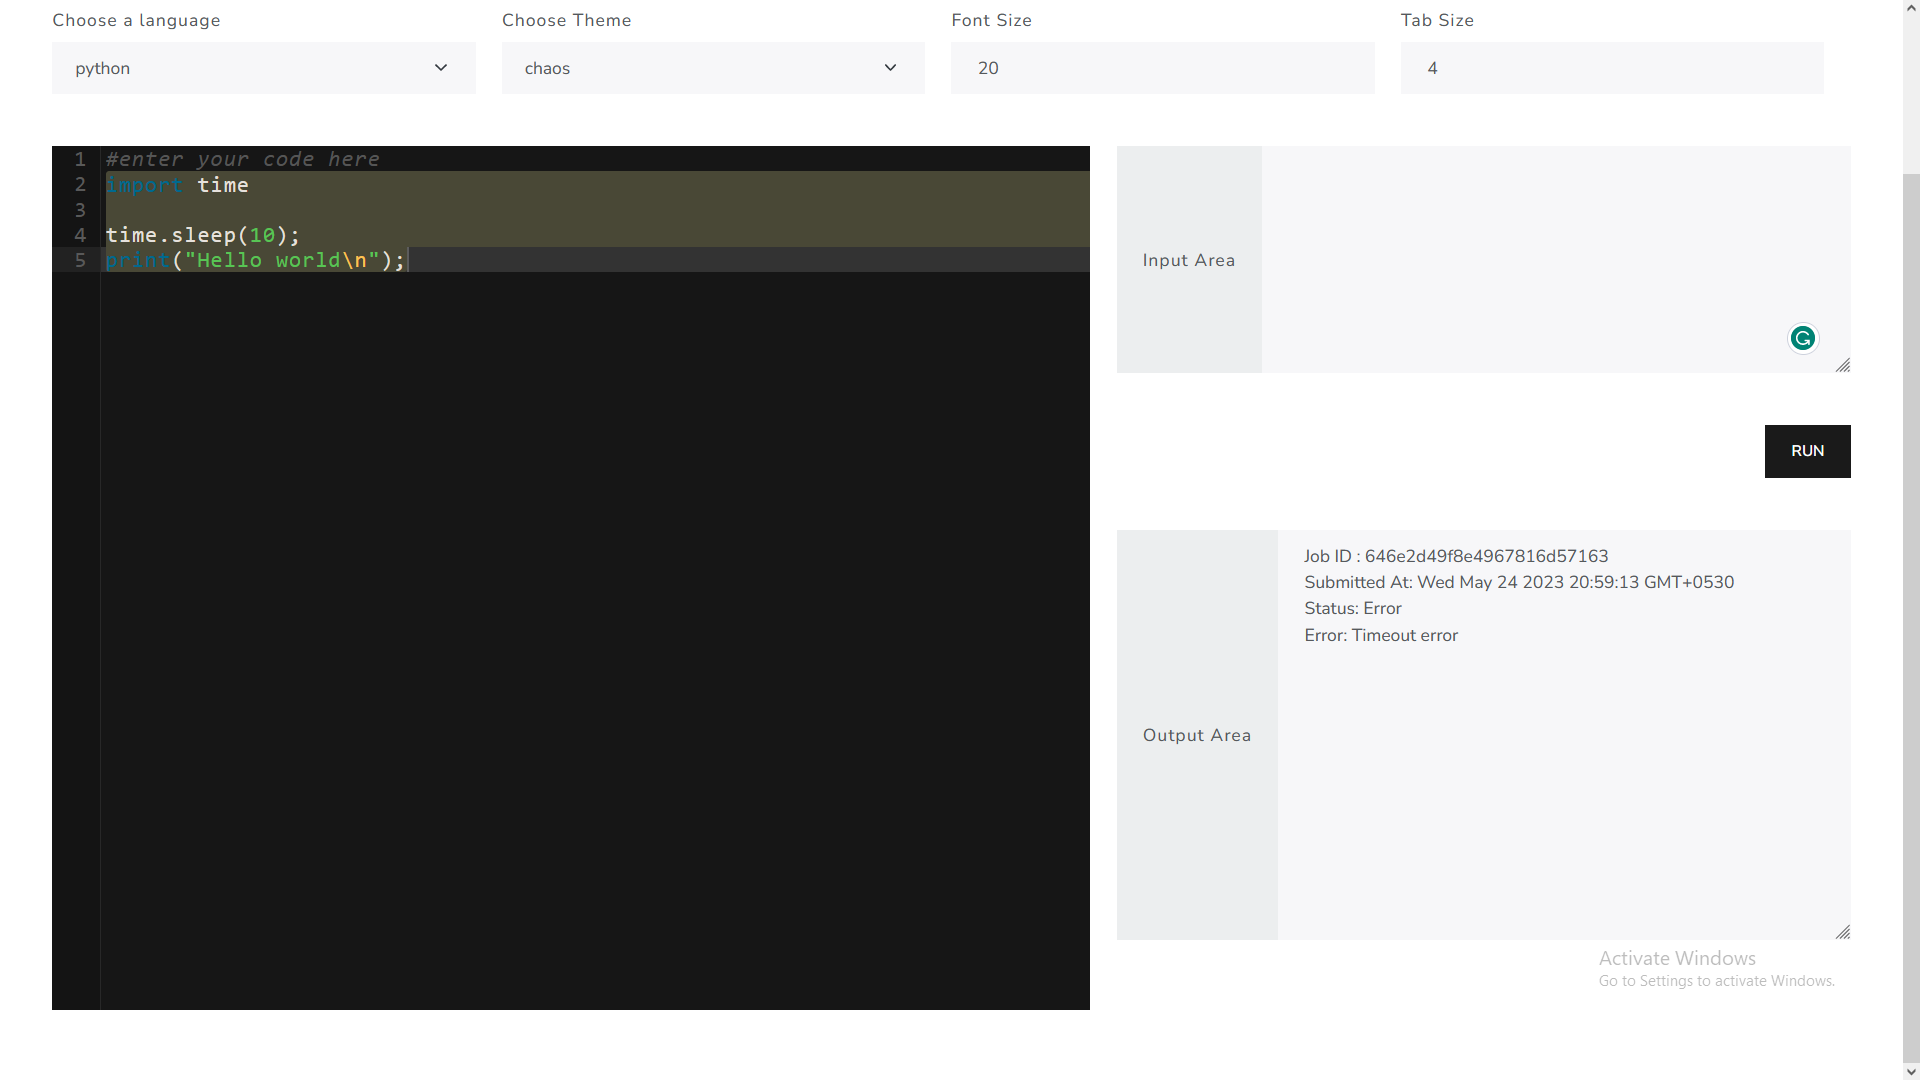 Choose a language
Choose Theme
Font Size
Tab Size
python
chaos
20
4
1 #enter your code here
2 import time
3
4 time.sleep(10);
5 print("Hello world\n");
Input Area
RUN
Output Area
Job ID : 646e2d49f8e4967816d57163
Submitted At: Wed May 24 2023 20:59:13 GMT+0530
Status: Error
Error: Timeout error
Activate Windows
Go to Settings to activate Windows.